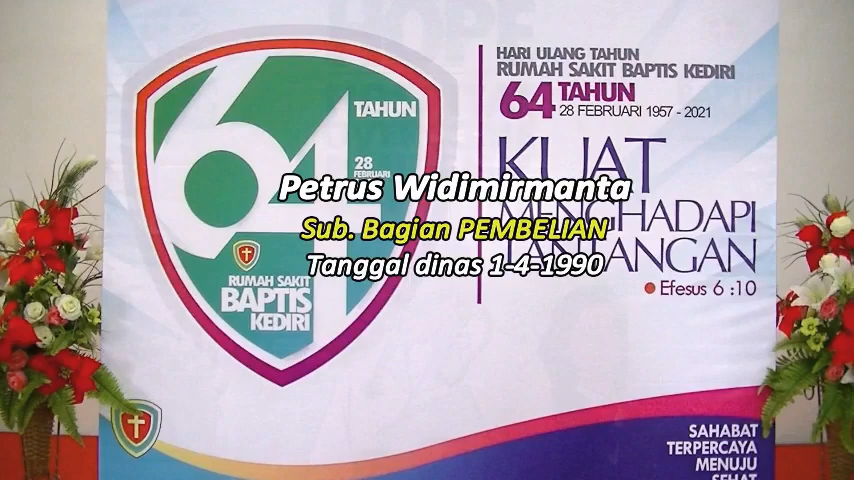 64
TAHUN
28
FEBRUARI
RUMAH SAKIT
BAPTIS
KEDIRI
HARI ULANG TAHUN
RUMAH SAKIT BAPTIS KEDIRI
64 TAHUN
28 FEBRUARI 1957 - 2021
KUAT
MENGHADAPI
TANTANGAN
Efesus 6 :10
Petrus Widimirmanta
Sub. Bagian PEMBELIAN
Tanggal dinas 1-4-1990
SAHABAT
TERPERCAYA
MENUJU
SEHAT